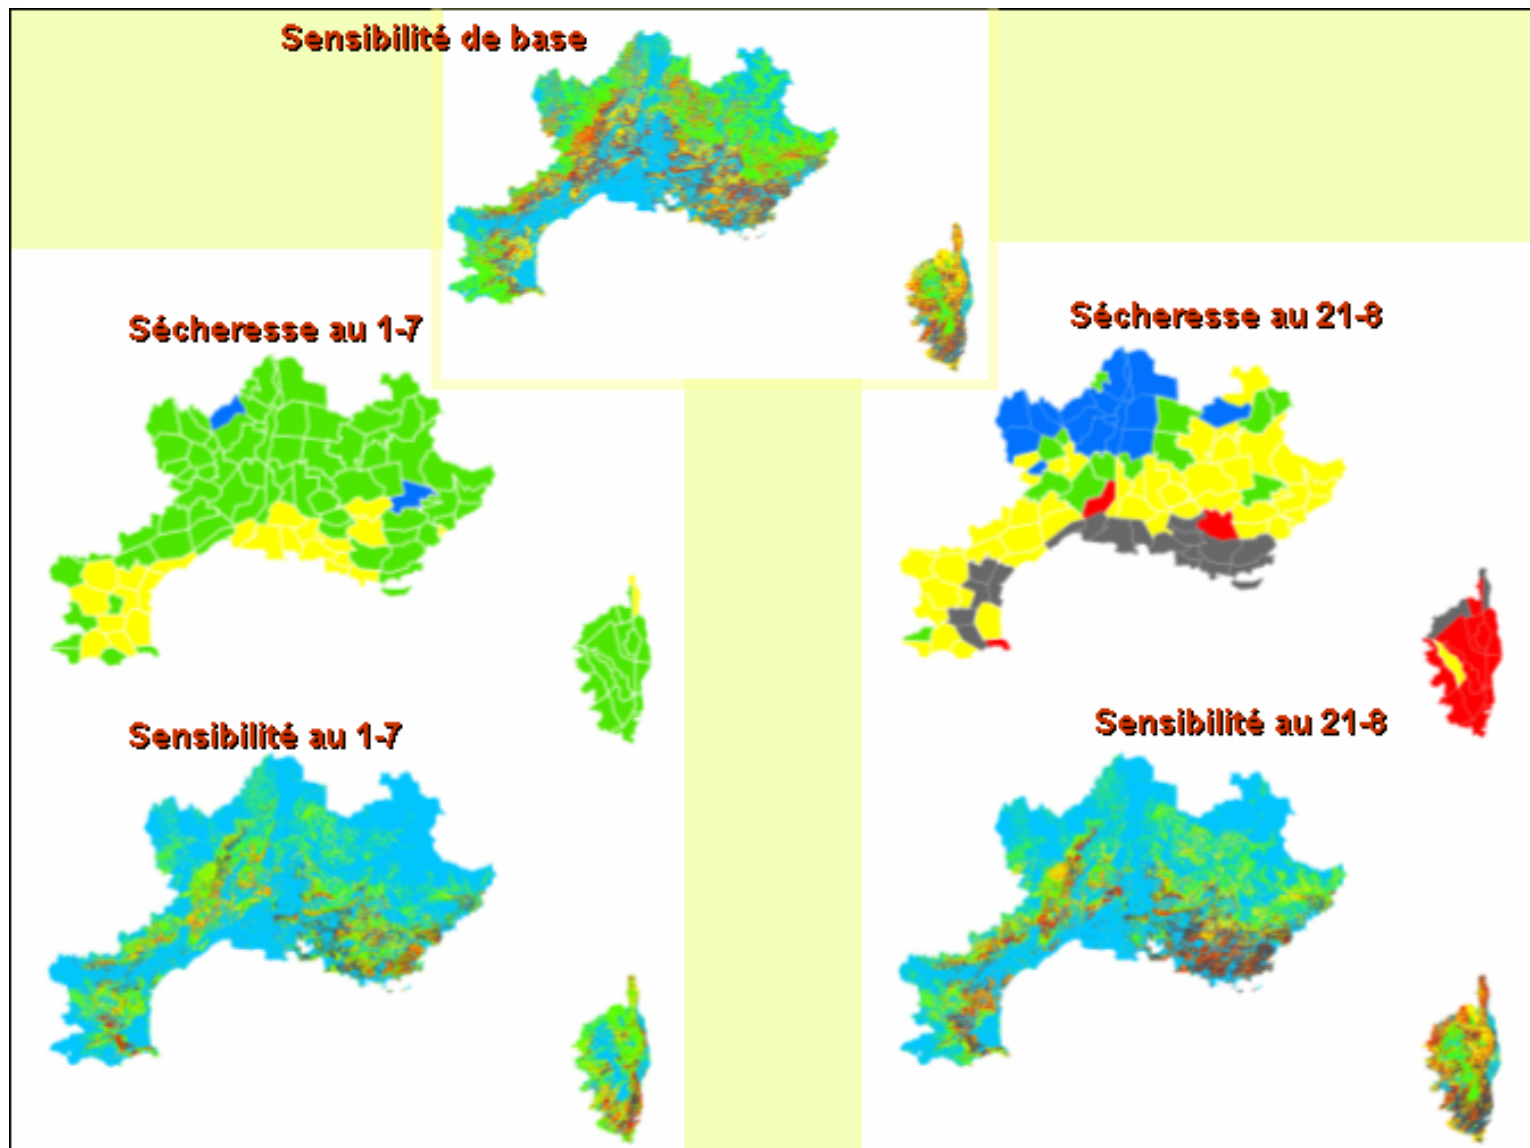 Sensibilité de base
Sécheresse au 1-7
Sécheresse au 21-8
Sensibilité au 1-7
Sensibilité au 21-8